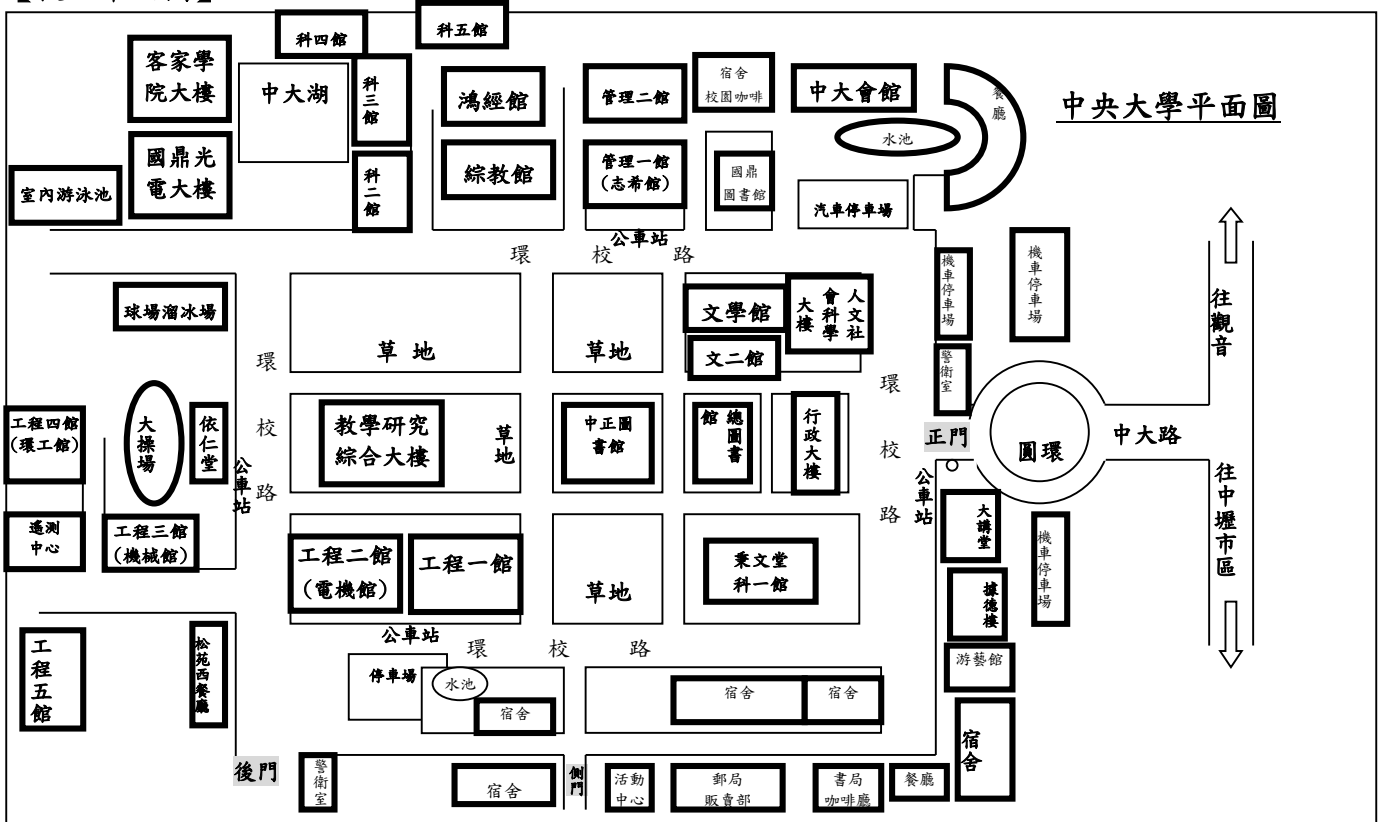 科五館
科四館
客家學
院大樓
中大湖
科
三
館
鴻經館
管理二館
宿舍
校園咖啡
中大會館
餐
廳
中央大學平面圖
水池
國鼎光
電大樓
室內游泳池
科
二
館
綜教館
管理一館
(志希館)
國鼎
圖書館
汽車停車場
公車站
環 校 路
機車停車場
機車停車場
往觀音
球場溜冰場
草 地
草地
文學館
文二館
人文社
會科學
大樓
警衛室
環 校 路
環 校 路
工程四館
(環工館)
大操場
依仁堂
公車站
教學研究
綜合大樓
草地
中正圖
書館
總圖書
館
行政大樓
正門
圓環
中大路
公車站
往中壢市區
遙測
中心
工程三館
(機械館)
工程二館
(電機館)
工程一館
草地
秉文堂
科一館
大講堂
機車停車場
據德樓
公車站
環 校 路
游藝館
工程五館
松苑西餐廳
停車場
水池
宿舍
宿舍
宿舍
宿舍
後門
警衛室
宿舍
側門
活動
中心
郵局
販賣部
書局
咖啡廳
餐廳